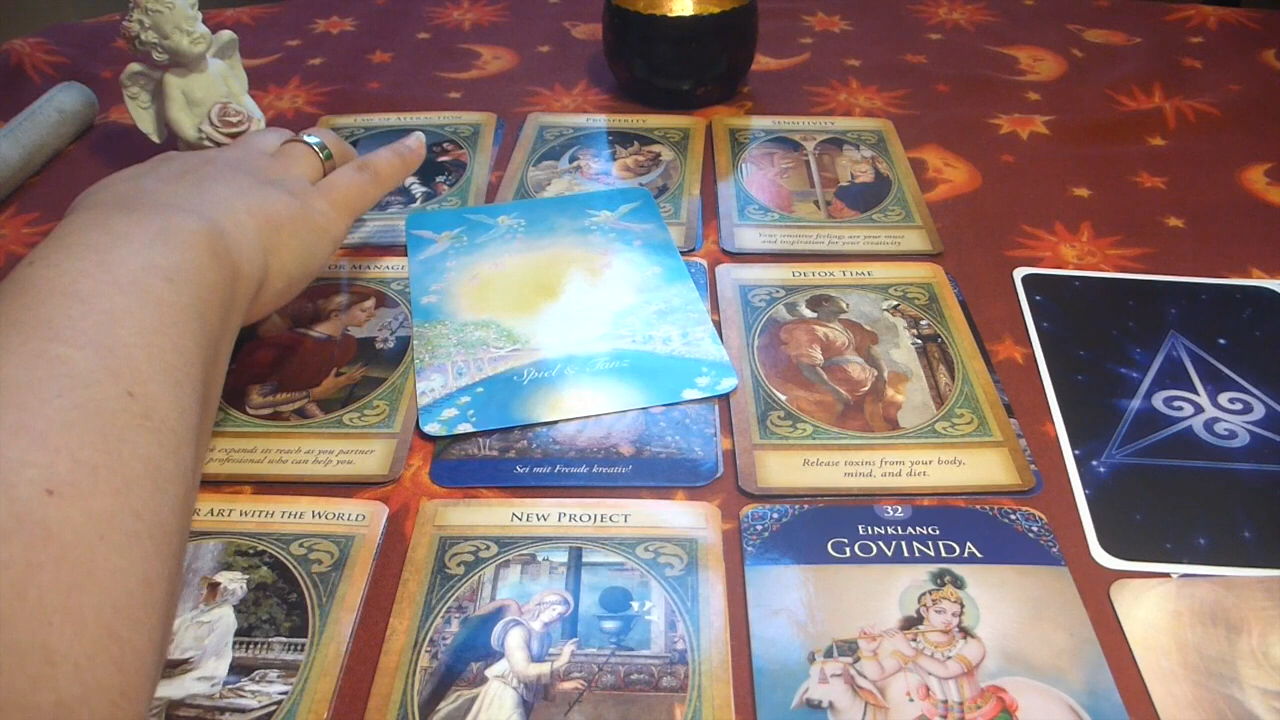 LAW OF ATTRACTION
PROSPERITY
SENSITIVITY
Your sensitive feelings are your muse
and inspiration for your creativity
OR MANAGE
expands its reach as you partner
professional who can help you.
Spiel & Tanz
Sei mit Freude kreativ!
DETOX TIME
Release toxins from your body,
mind, and diet.
R ART WITH THE WORLD
NEW PROJECT
32
EINKLANG
GOVINDA